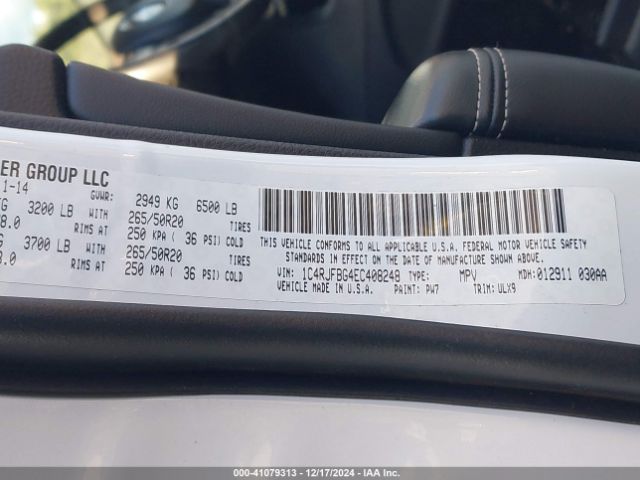 ER GROUP LLC
1-14
GVWR: 2949 KG 6500 LB
G 3200 LB WITH 265/50R20 TIRES
8.0 RIMS AT 250 KPA ( 36 PSI) COLD
G 3700 LB WITH 265/50R20 TIRES
8.0 RIMS AT 250 KPA ( 36 PSI) COLD
THIS VEHICLE CONFORMS TO ALL APPLICABLE U.S.A. FEDERAL MOTOR VEHICLE SAFETY
STANDARDS IN EFFECT ON THE DATE OF MANUFACTURE SHOWN ABOVE.
VIN: 1C4RJFBG4EC408248 TYPE: MPV MDH:012911 030AA
VEHICLE MADE IN U.S.A. PAINT: PW7 TRIM: ULX9
000-41079313 - 12/17/2024 - IAA Inc.